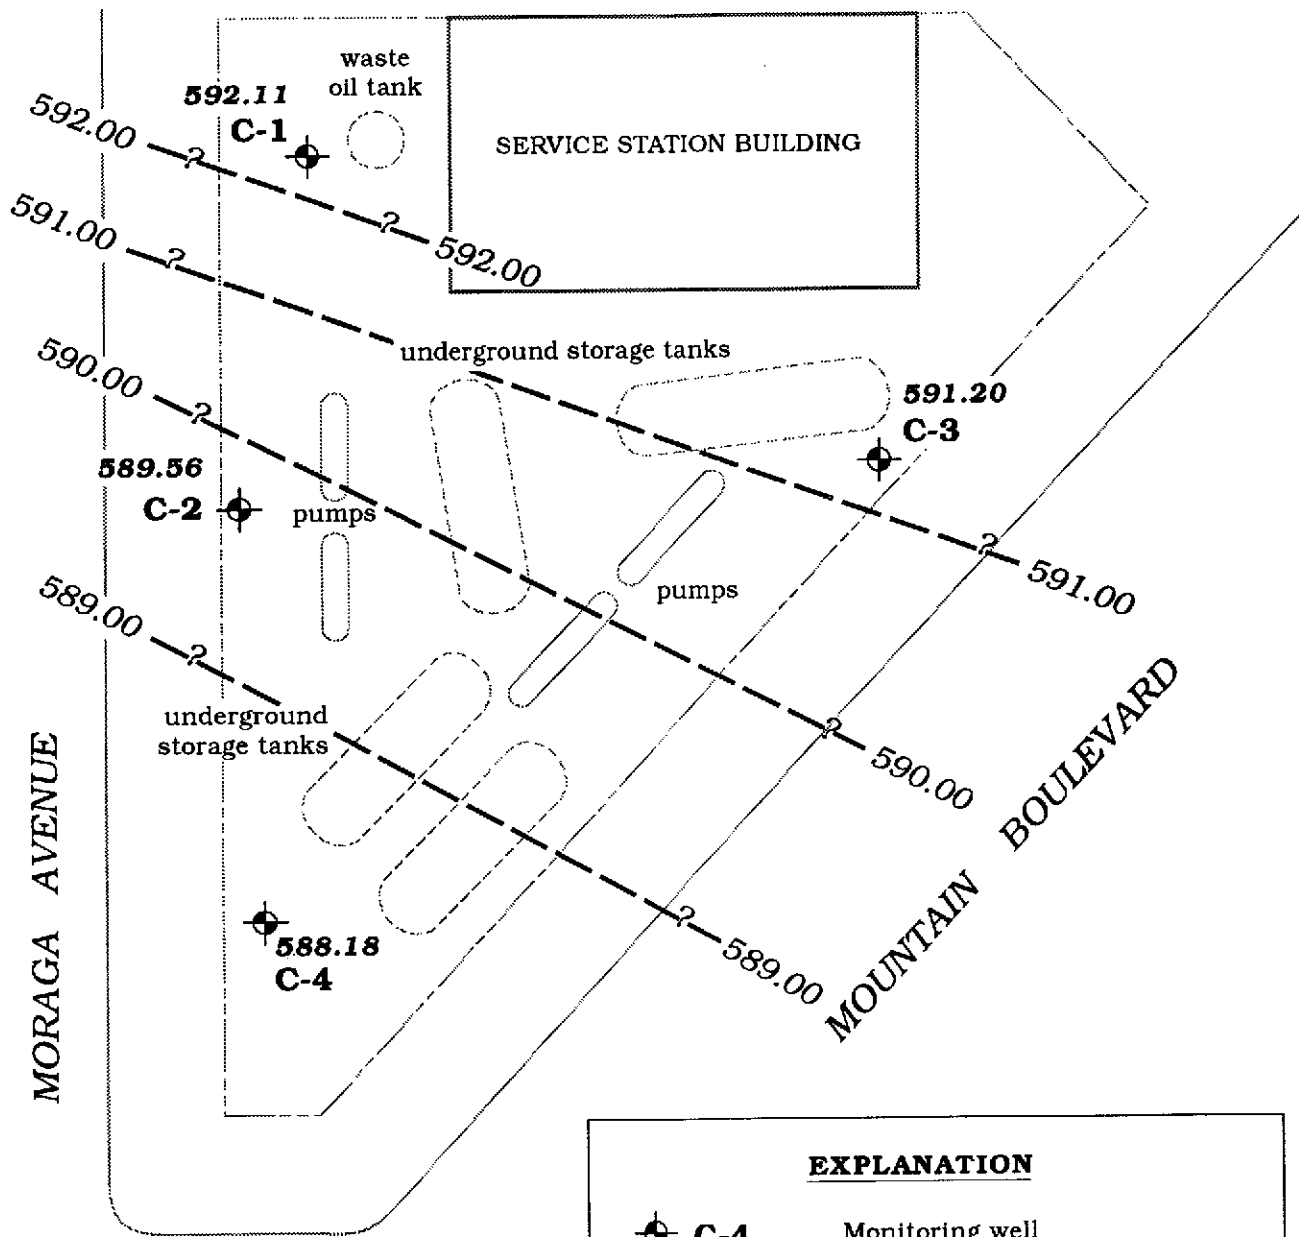 waste
oil tank
592.11
C-1
SERVICE STATION BUILDING
592.00
?
?
592.00
591.00
?
underground storage tanks
591.20
C-3
?
591.00
590.00
?
589.56
C-2
pumps
pumps
?
590.00
589.00
?
underground
storage tanks
?
589.00
588.18
C-4
MORAGA AVENUE
MOUNTAIN BOULEVARD
EXPLANATION
C-4 Monitoring well